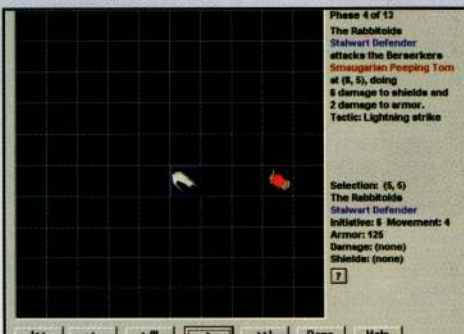 Phase 4 of 13
The Rabbitoids
Stalwart Defender
attacks the Berserkers
Smaugarian Peeping Tom
at (8, 5), doing
6 damage to shields and
2 damage to armor.
Tactic: Lightning strike
Selection: (5, 5)
The Rabbitoids
Stalwart Defender
Initiative: 5 Movement: 4
Armor: 125
Damage: (none)
Shields: (none)
?
Done Help